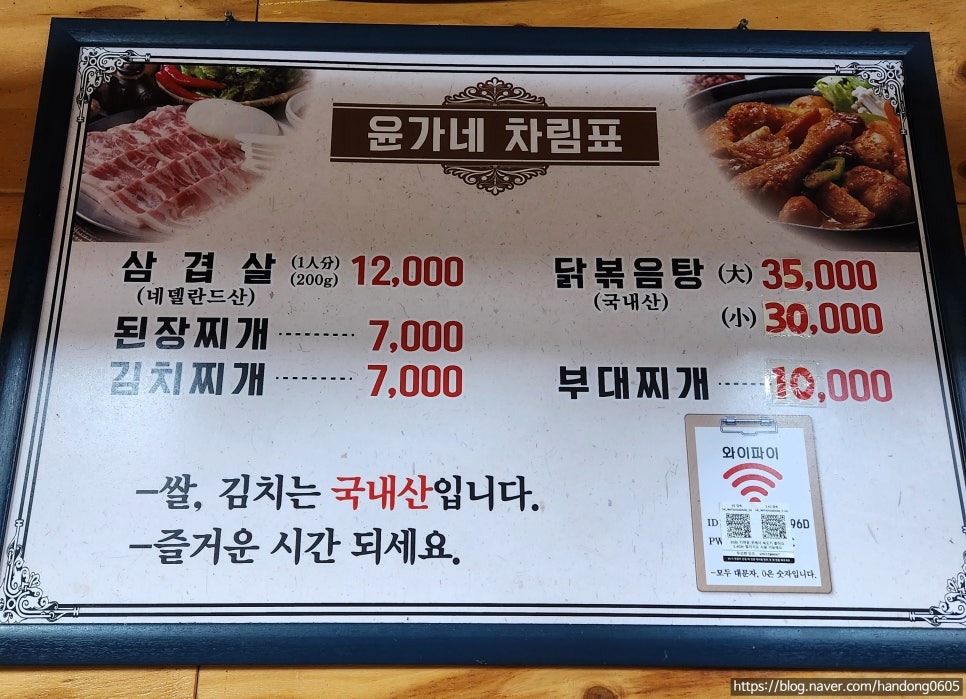 윤가네 차림표
삼겹살 (1人分) (200g) 12,000
(네델란드산)
된장찌개 7,000
김치찌개 7,000
닭볶음탕 (大) 35,000
(국내산)
(小) 30,000
부대찌개 10,000
-쌀, 김치는 국내산입니다.
-즐거운 시간 되세요.
와이파이
ID 96D
PW
-모두 대문자, 0은 숫자입니다.
https://blog.naver.com/handong0605